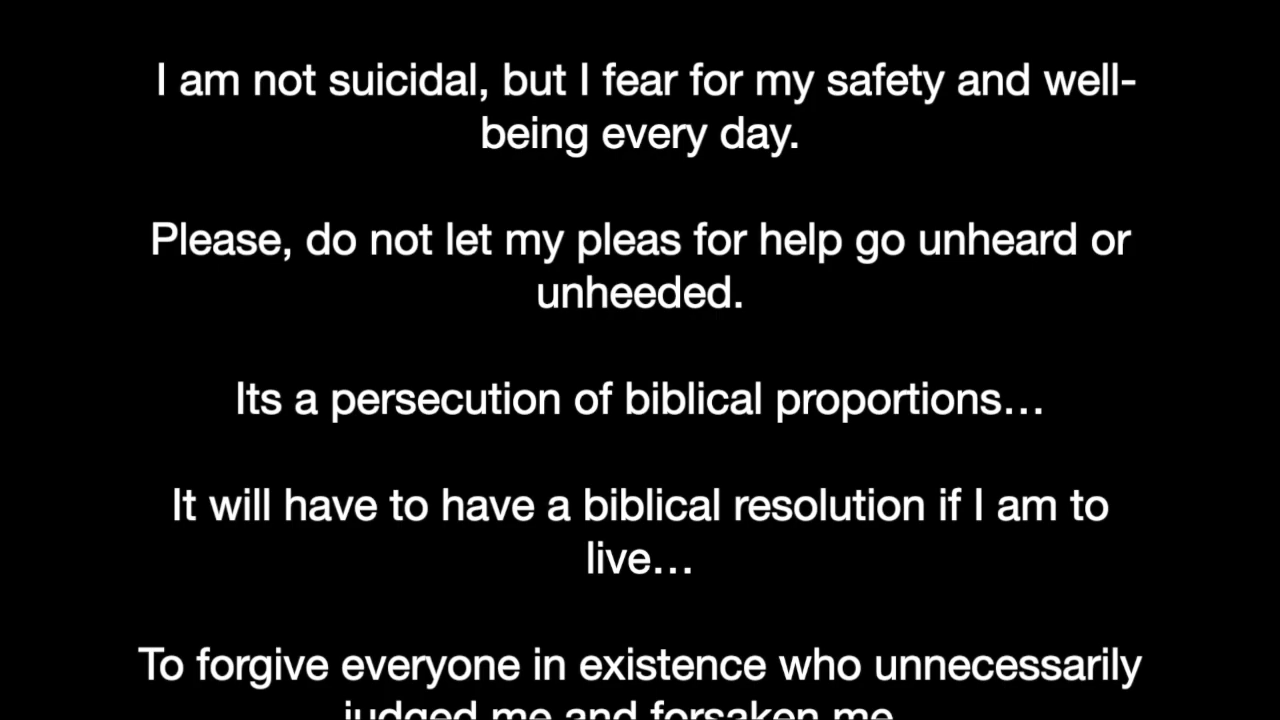 I am not suicidal, but I fear for my safety and well-
being every day.
Please, do not let my pleas for help go unheard or
unheeded.
Its a persecution of biblical proportions…
It will have to have a biblical resolution if I am to
live…
To forgive everyone in existence who unnecessarily
judged me and forsaken me